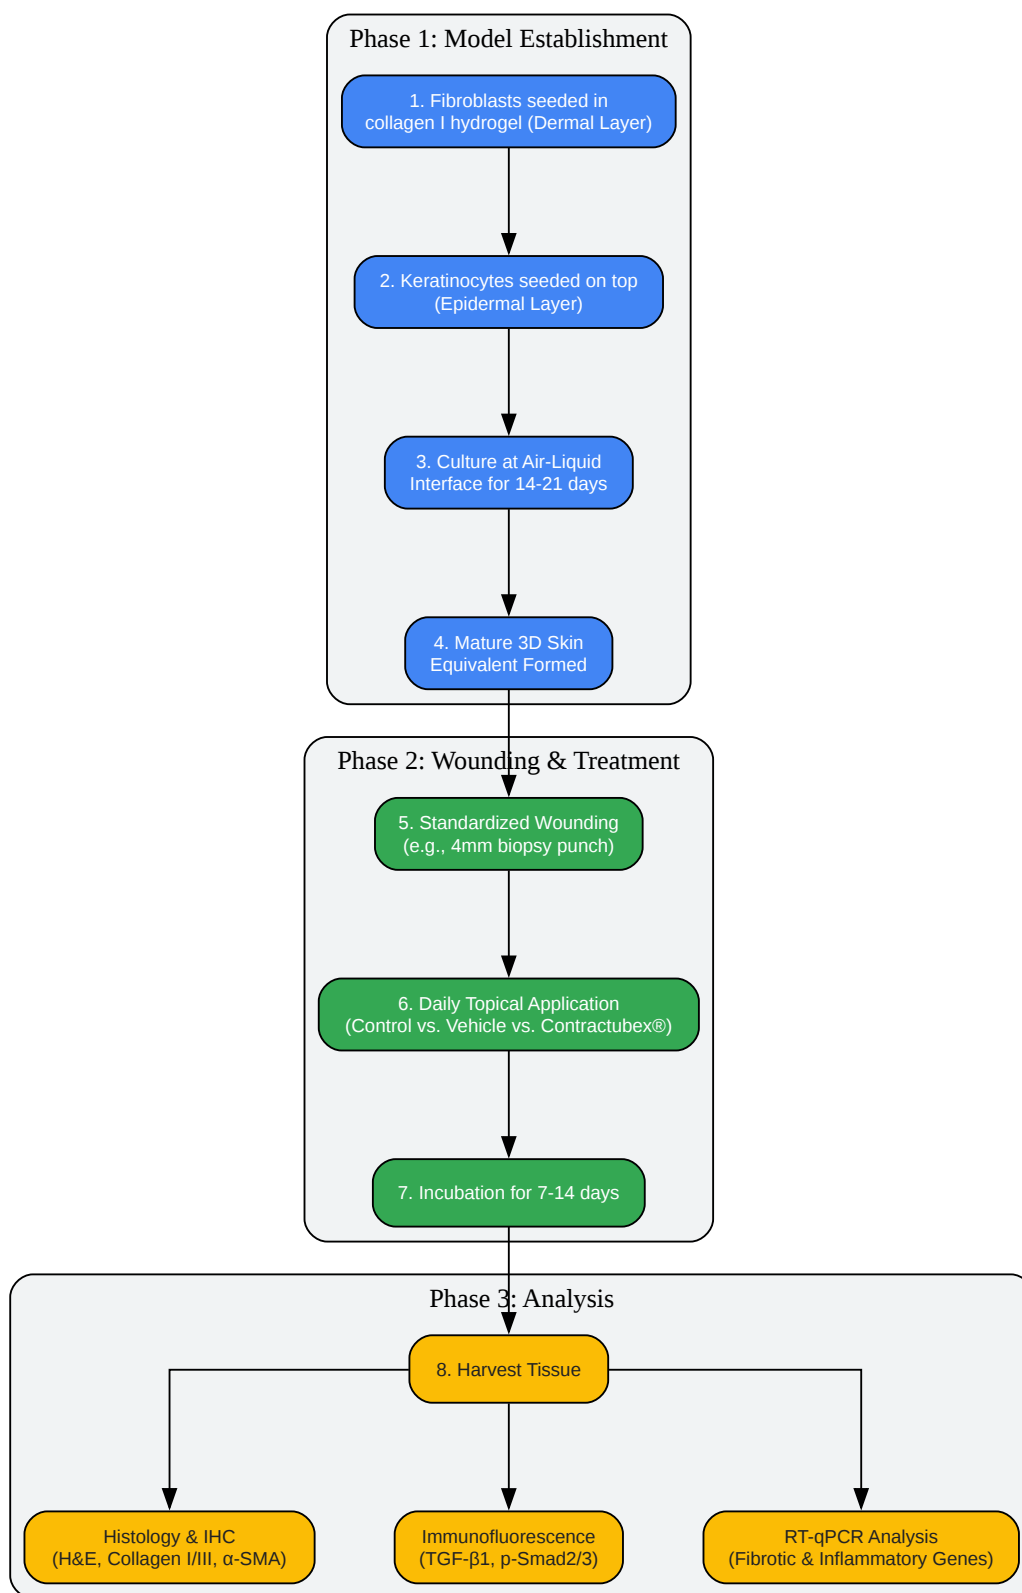 Phase 1: Model Establishment
1. Fibroblasts seeded in
collagen I hydrogel (Dermal Layer)
2. Keratinocytes seeded on top
(Epidermal Layer)
3. Culture at Air-Liquid
Interface for 14-21 days
4. Mature 3D Skin
Equivalent Formed
Phase 2: Wounding & Treatment
5. Standardized Wounding
(e.g., 4mm biopsy punch)
6. Daily Topical Application
(Control vs. Vehicle vs. Contractubex®)
7. Incubation for 7-14 days
Phase 3: Analysis
8. Harvest Tissue
Histology & IHC
(H&E, Collagen I/III, α-SMA)
Immunofluorescence
(TGF-β1, p-Smad2/3)
RT-qPCR Analysis
(Fibrotic & Inflammatory Genes)